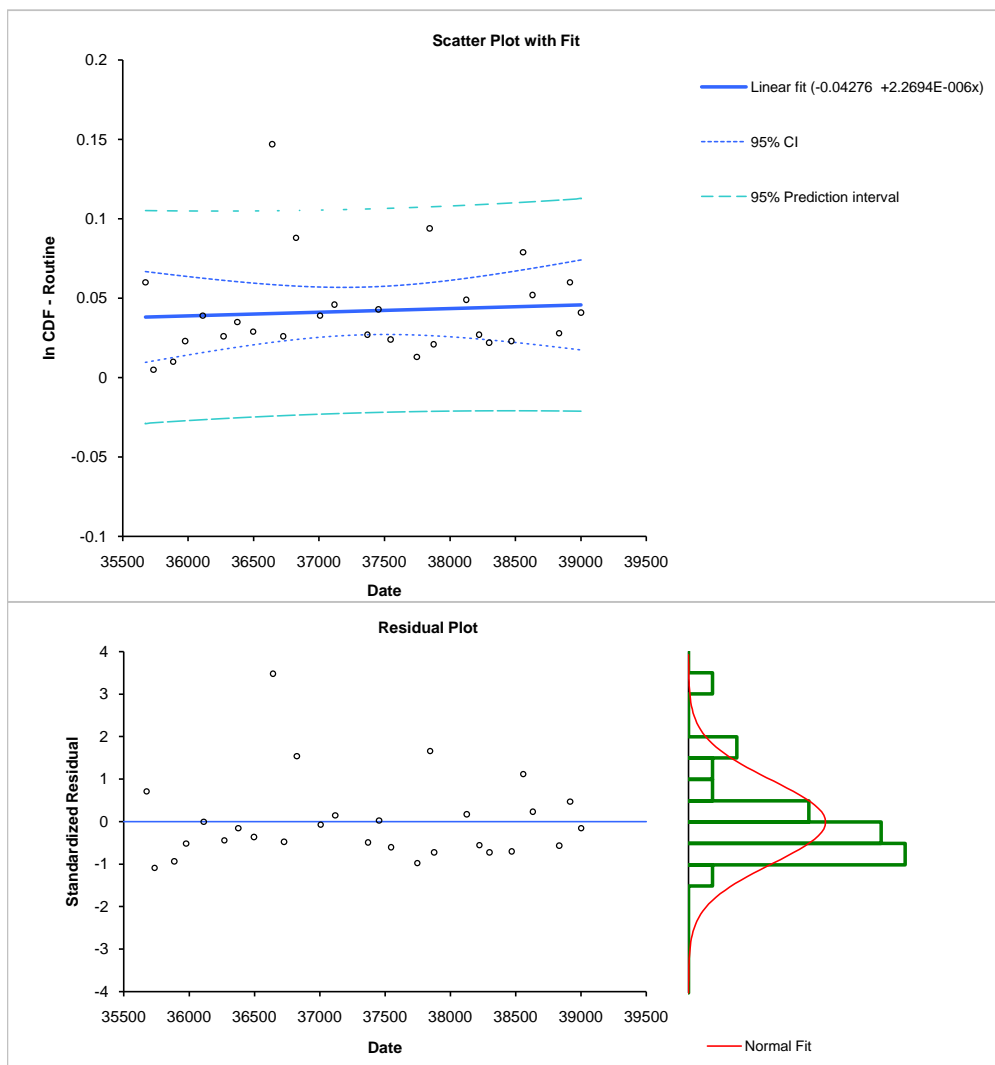 Scatter Plot with Fit
0.2
0.15
0.1
0.05
0
-0.05
-0.1
In CDF - Routine
35500 36000 36500 37000 37500 38000 38500 39000 39500
Date
Linear fit (-0.04276 +2.2694E-006x)
95% CI
95% Prediction interval
Residual Plot
4
3
2
1
0
-1
-2
-3
-4
Standardized Residual
35500 36000 36500 37000 37500 38000 38500 39000 39500
Date
Normal Fit